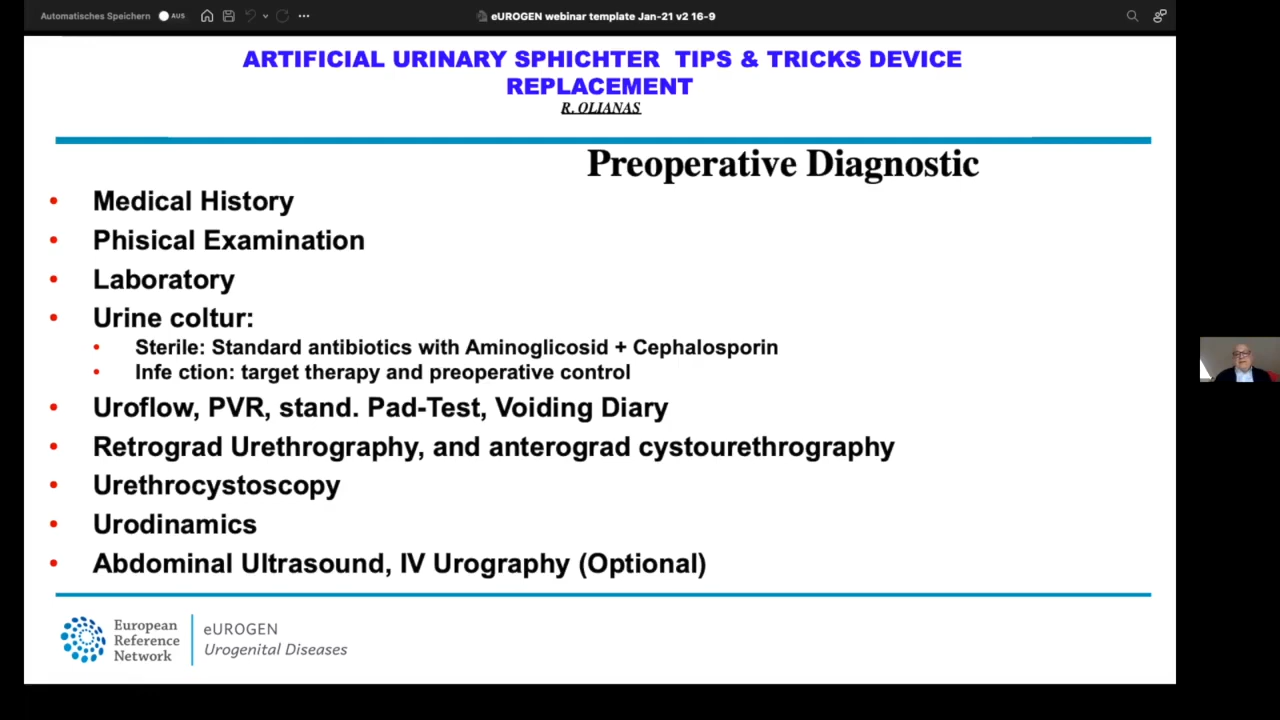 Automatisches Speichern AUS
eUROGEN webinar template Jan-21 v2 16-9
ARTIFICIAL URINARY SPHICHTER TIPS & TRICKS DEVICE
REPLACEMENT
R. OLIANAS
Preoperative Diagnostic
• Medical History
• Phisical Examination
• Laboratory
• Urine coltur:
• Sterile: Standard antibiotics with Aminoglicosid + Cephalosporin
• Infe ction: target therapy and preoperative control
• Uroflow, PVR, stand. Pad-Test, Voiding Diary
• Retrograd Urethrography, and anterograd cystourethrography
• Urethrocystoscopy
• Urodinamics
• Abdominal Ultrasound, IV Urography (Optional)
European
Reference
Network
eUROGEN
Urogenital Diseases